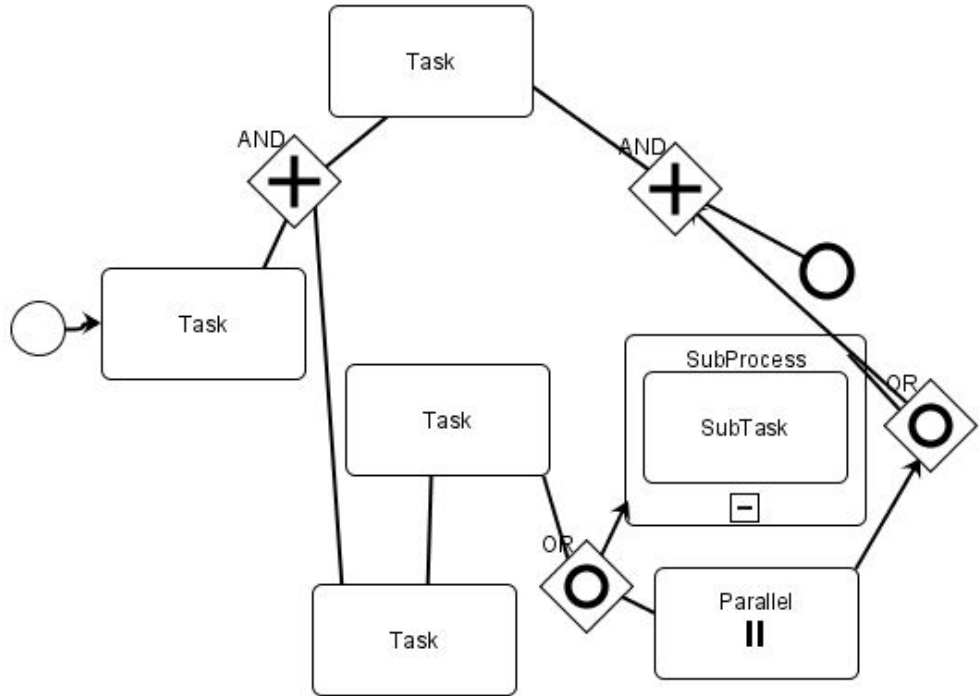 Task
AND
AND
Task
SubProcess
OR
Task
SubTask
OR
Parallel
Task